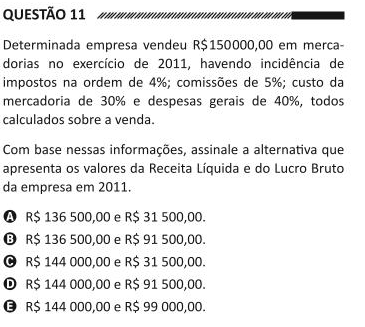 QUESTÃO 11
Determinada empresa vendeu R$150000,00 em merca-
dorias no exercício de 2011, havendo incidência de
impostos na ordem de 4%; comissões de 5%; custo da
mercadoria de 30% e despesas gerais de 40%, todos
calculados sobre a venda.
Com base nessas informações, assinale a alternativa que
apresenta os valores da Receita Líquida e do Lucro Bruto
da empresa em 2011.
A R$ 136 500,00 e R$ 31 500,00.
B R$ 136 500,00 e R$ 91 500,00.
C R$ 144 000,00 e R$ 31 500,00.
D R$ 144 000,00 e R$ 91 500,00.
E R$ 144 000,00 e R$ 99 000,00.